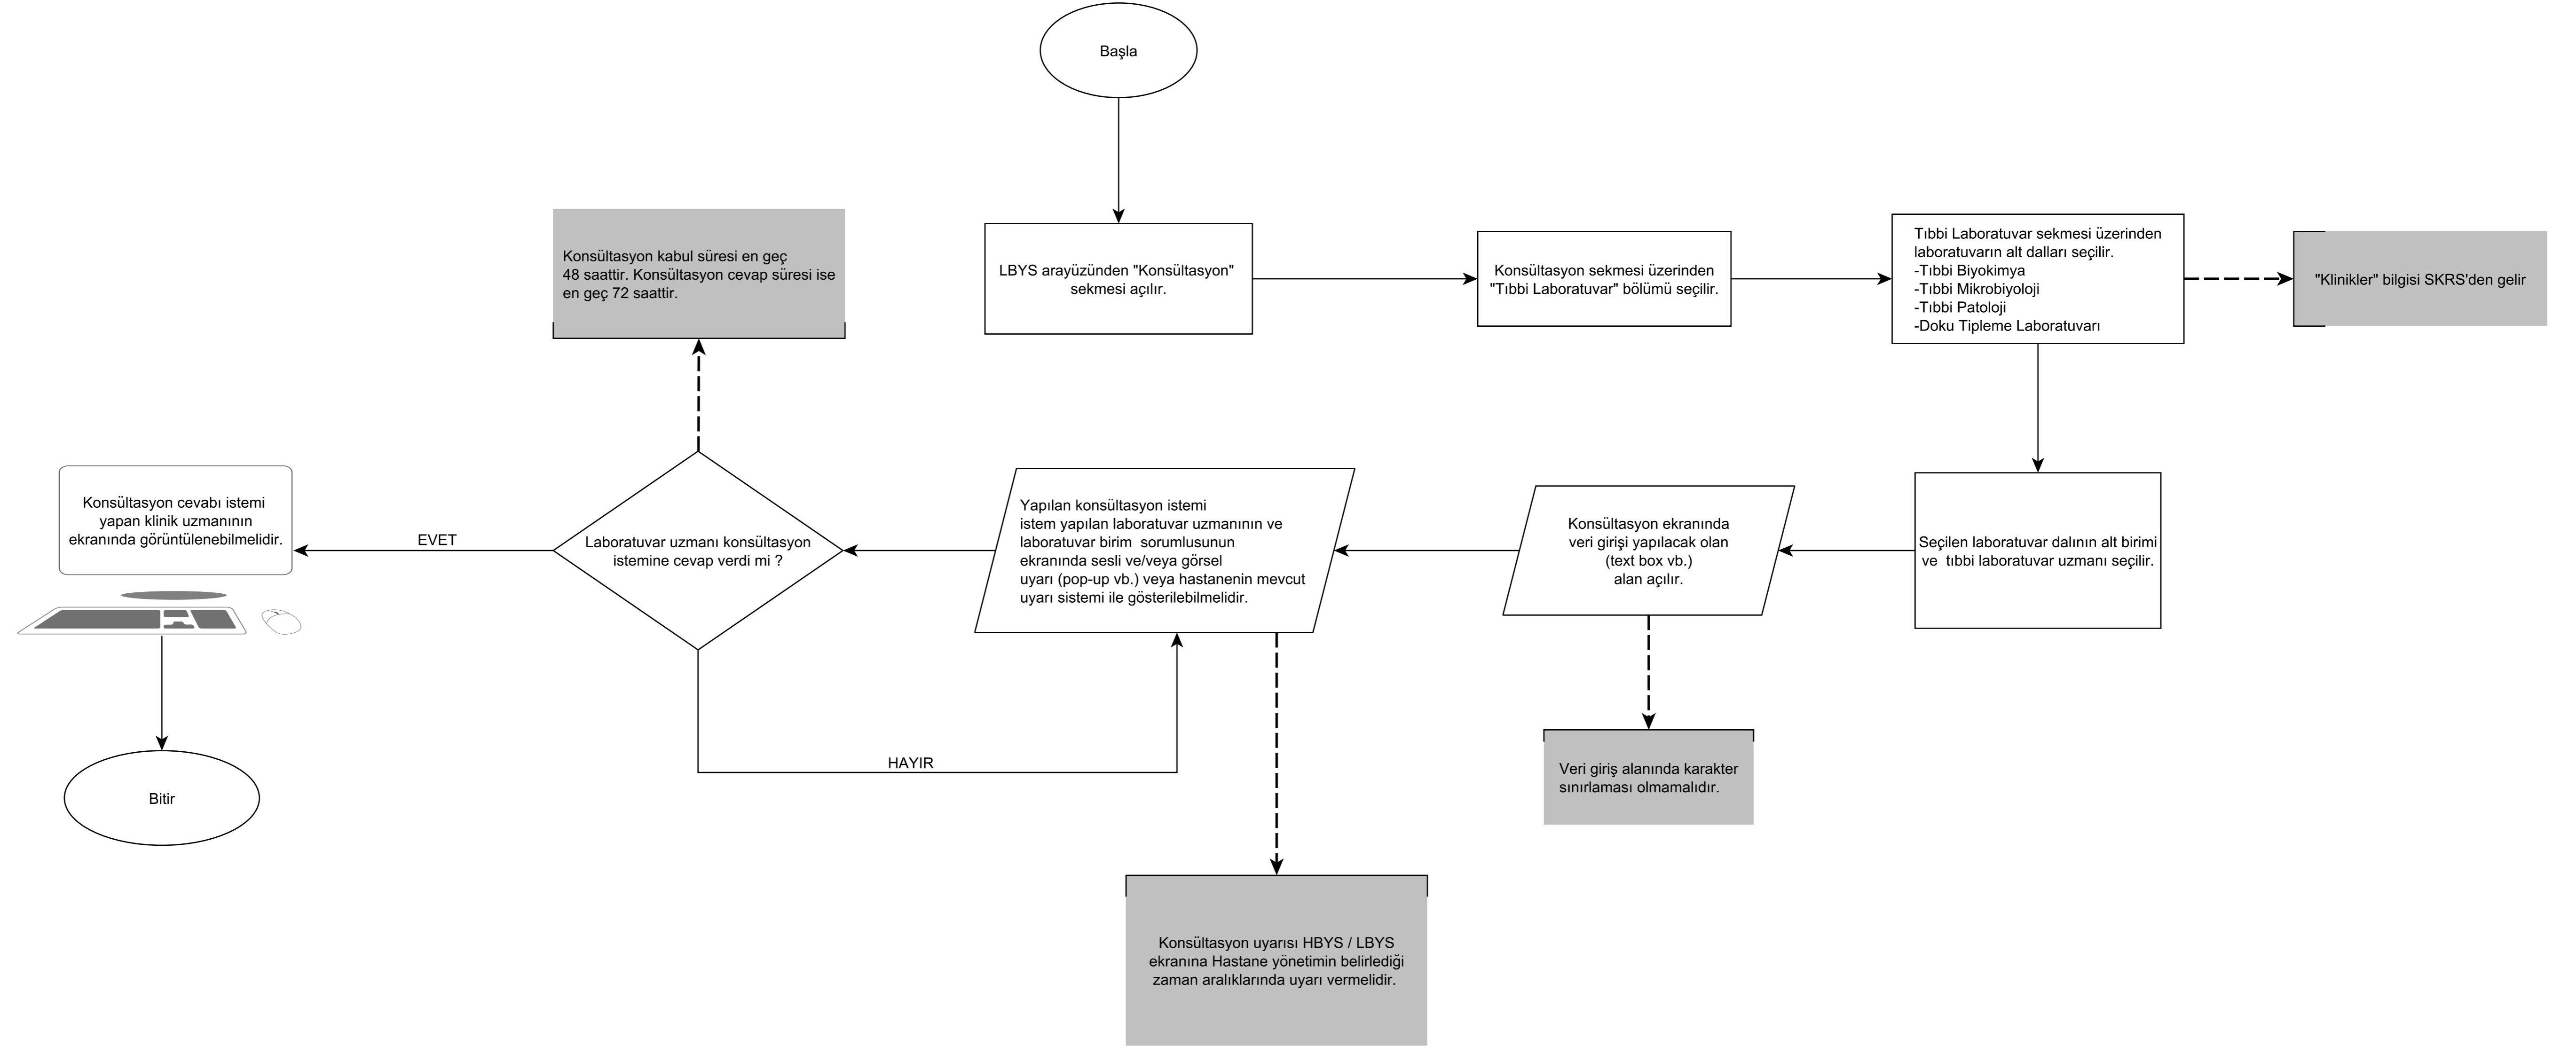 Başla
LBYS arayüzünden "Konsültasyon"
sekmesi açılır.
Konsültasyon sekmesi üzerinden
"Tıbbi Laboratuvar" bölümü seçilir.
Tıbbi Laboratuvar sekmesi üzerinden
laboratuvarın alt dalları seçilir.
-Tıbbi Biyokimya
-Tıbbi Mikrobiyoloji
-Tıbbi Patoloji
-Doku Tipleme Laboratuvarı
"Klinikler" bilgisi SKRS'den gelir
Seçilen laboratuvar dalının alt birimi
ve tıbbi laboratuvar uzmanı seçilir.
Konsültasyon ekranında
veri girişi yapılacak olan
(text box vb.)
alan açılır.
Veri giriş alanında karakter
sınırlaması olmamalıdır.
Yapılan konsültasyon istemi
istem yapılan laboratuvar uzmanının ve
laboratuvar birim sorumlusunun
ekranında sesli ve/veya görsel
uyarı (pop-up vb.) veya hastanenin mevcut
uyarı sistemi ile gösterilebilmelidir.
Konsültasyon uyarısı HBYS / LBYS
ekranına Hastane yönetimin belirlediği
zaman aralıklarında uyarı vermelidir.
Laboratuvar uzmanı konsültasyon
istemine cevap verdi mi ?
Konsültasyon kabul süresi en geç
48 saattir. Konsültasyon cevap süresi ise
en geç 72 saattir.
HAYIR
EVET
Konsültasyon cevabı istemi
yapan klinik uzmanının
ekranında görüntülenebilmelidir.
Bitir